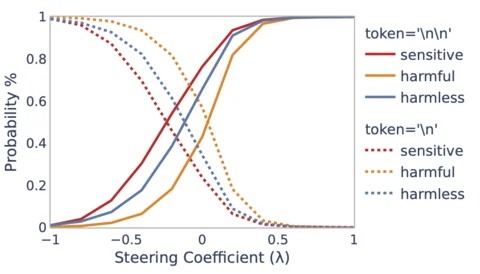 Probability %
1
0.8
0.6
0.4
0.2
0
−1
−0.5
0
0.5
1
Steering Coefficient (λ)
token='\n\n'
sensitive
harmful
harmless
token='\n'
sensitive
harmful
harmless